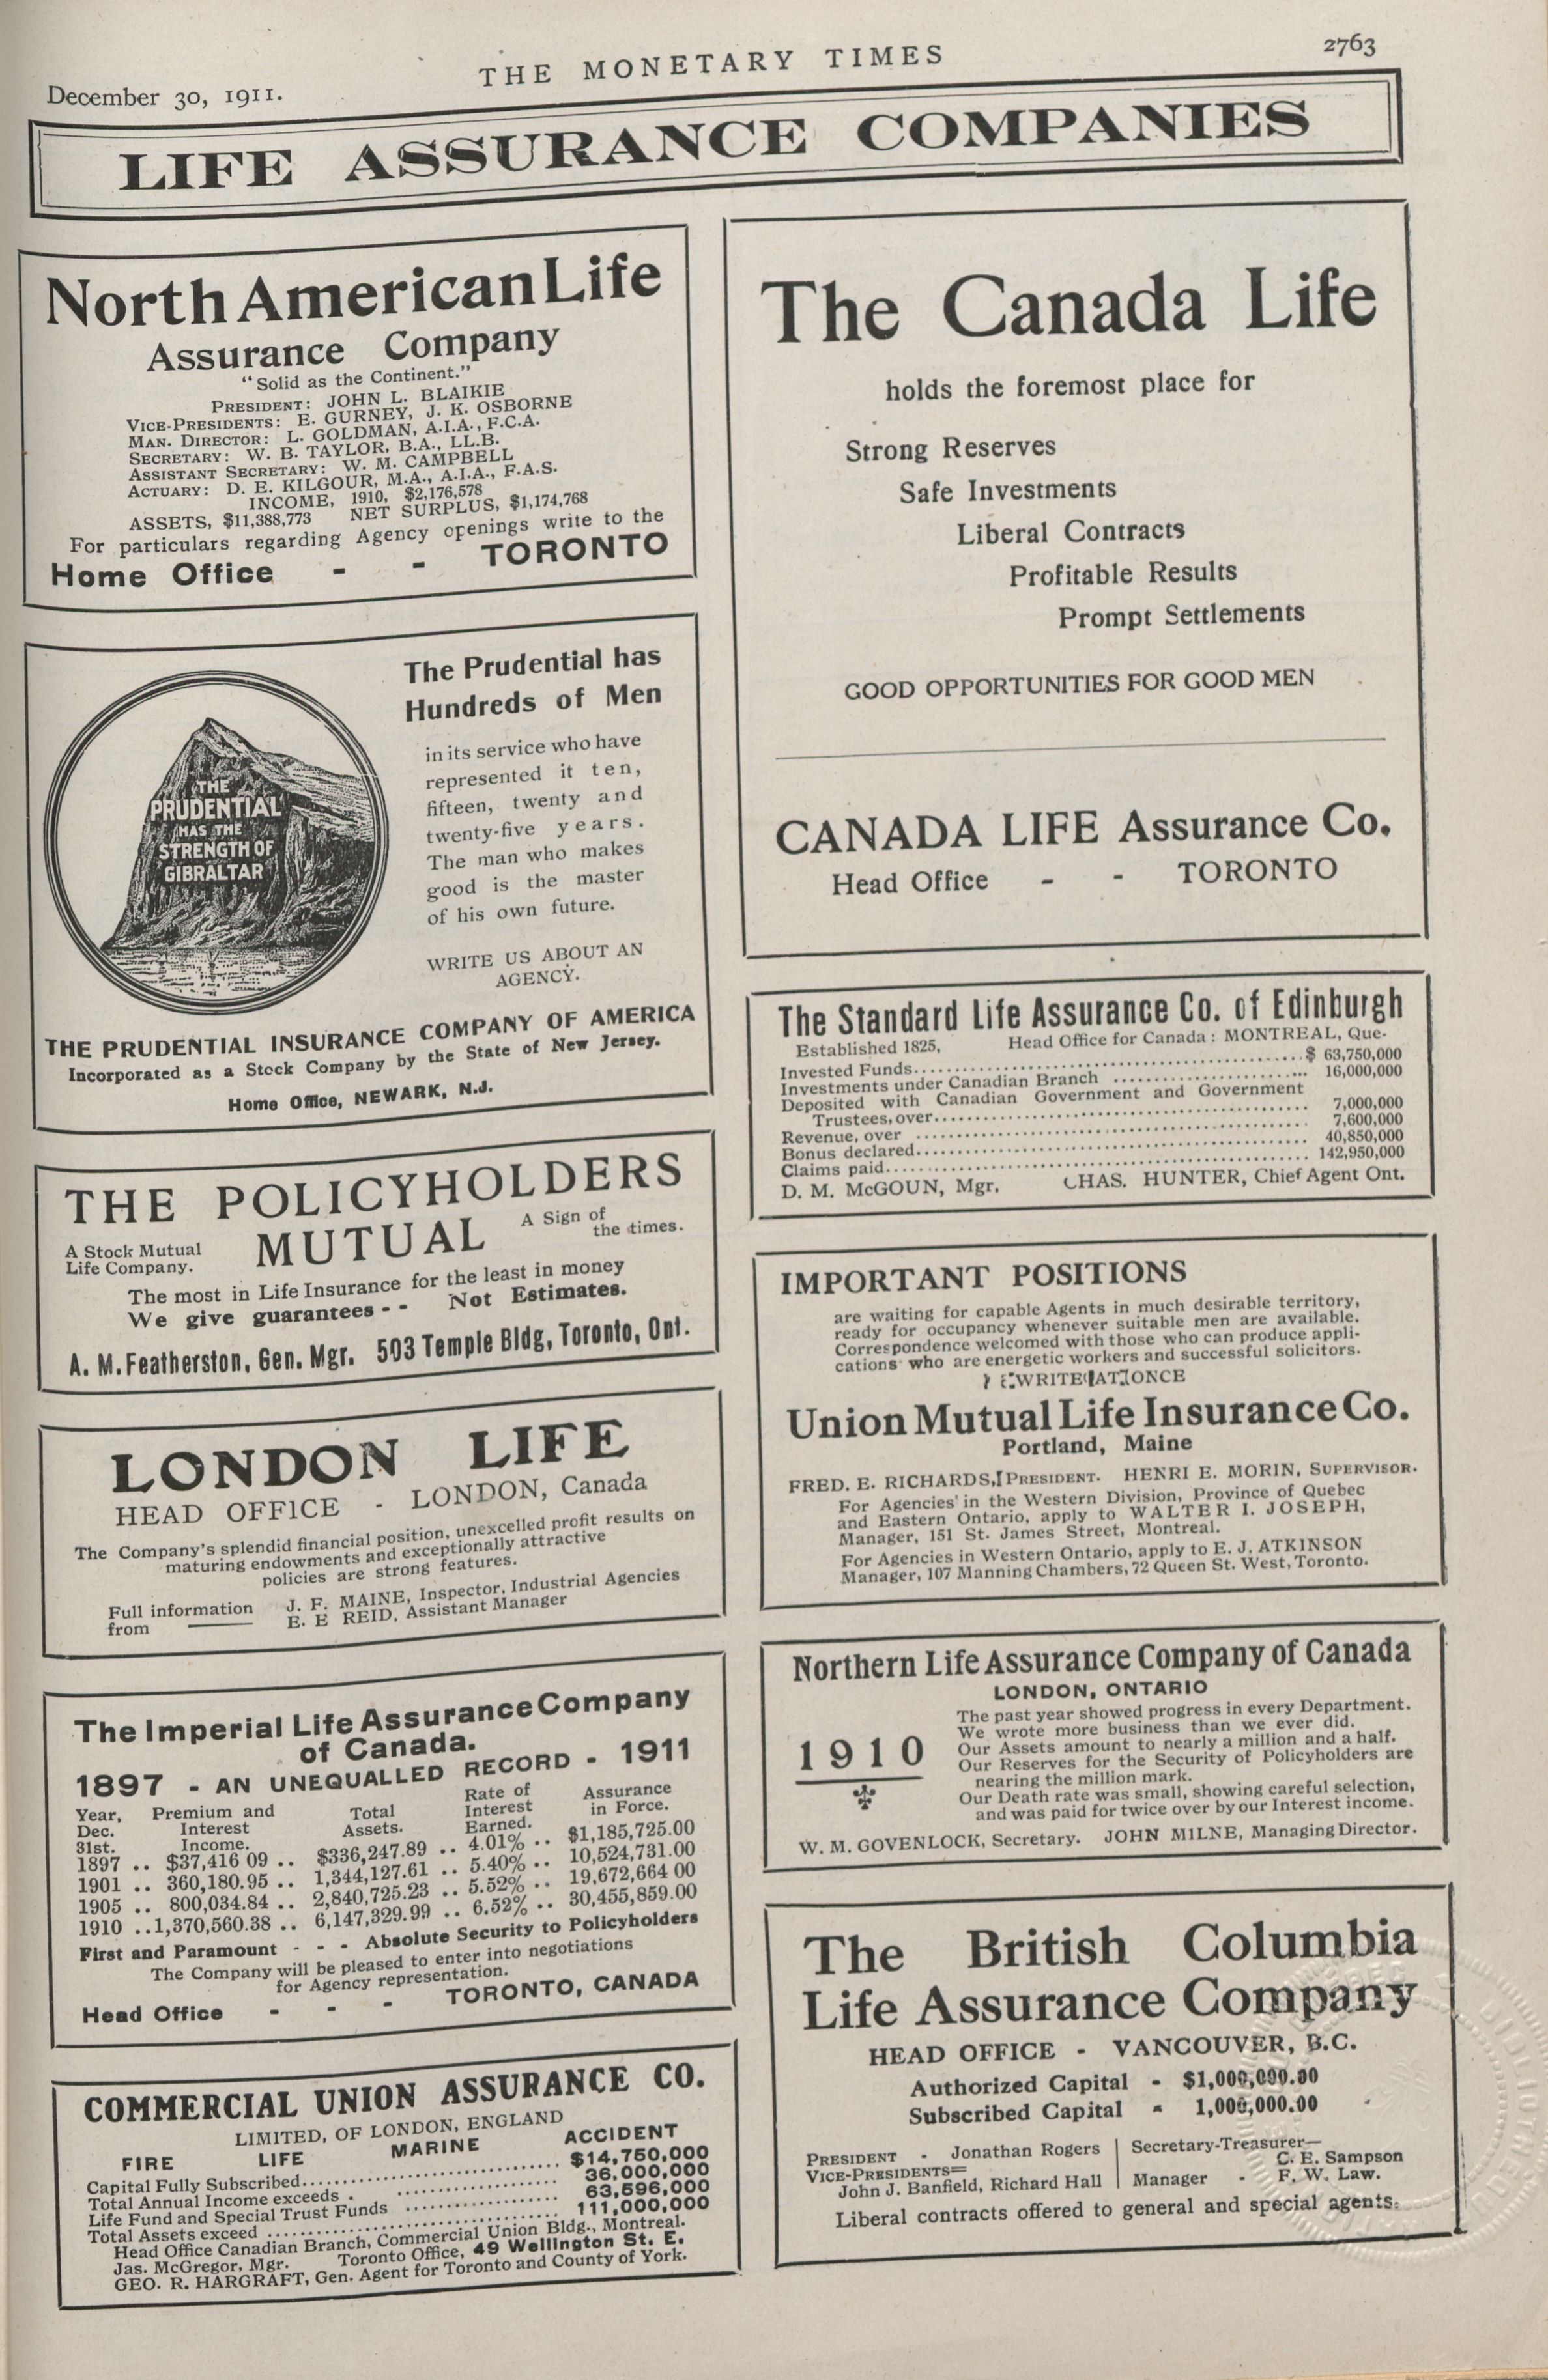 December 30, 1911.
THE MONETARY TIMES
2763
LIFE ASSURANCE COMPANIES
North American Life
Assurance Company
"Solid as the Continent."
PRESIDENT: JOHN L. BLAIKIE
VICE-PRESIDENTS: E. GURNEY, J. K. OSBORNE
MAN. DIRECTOR: L. GOLDMAN, A.I.A., F.C.A.
SECRETARY: W. B. TAYLOR, B.A., LL.B.
ASSISTANT SECRETARY: W. M. CAMPBELL
ACTUARY: D. E. KILGOUR, M.A., A.I.A., F.A.S.
INCOME, 1910, $2,176,578
ASSETS, $11,388,773 NET SURPLUS, $1,174,768
For particulars regarding Agency openings write to the
Home Office - - TORONTO
The Prudential has
Hundreds of Men
in its service who have
represented it ten,
fifteen, twenty and
twenty-five years.
The man who makes
good is the master
of his own future.
WRITE US ABOUT AN
AGENCY.
THE
PRUDENTIAL
HAS THE
STRENGTH OF
GIBRALTAR
THE PRUDENTIAL INSURANCE COMPANY OF AMERICA
Incorporated as a Stock Company by the State of New Jersey.
Home Office, NEWARK, N.J.
THE POLICYHOLDERS
MUTUAL
A Stock Mutual
Life Company.
A Sign of
the times.
The most in Life Insurance for the least in money
We give guarantees - - Not Estimates.
A. M. Featherston, Gen. Mgr. 503 Temple Bldg, Toronto, Ont.
LONDON LIFE
HEAD OFFICE - LONDON, Canada
The Company's splendid financial position, unexcelled profit results on
maturing endowments and exceptionally attractive
policies are strong features.
Full information
from
J. F. MAINE, Inspector, Industrial Agencies
E. E REID, Assistant Manager
The Imperial Life Assurance Company
of Canada.
1897 - AN UNEQUALLED RECORD - 1911
Year, Dec. 31st. Premium and Interest Income. Total Assets. Rate of Interest Earned. Assurance in Force.
1897 .. $37,416 09 .. $336,247.89 .. 4.01% .. $1,185,725.00
1901 .. 360,180.95 .. 1,344,127.61 .. 5.40% .. 10,524,731.00
1905 .. 800,034.84 .. 2,840,725.23 .. 5.52% .. 19,672,664 00
1910 ..1,370,560.38 .. 6,147,329.99 .. 6.52% .. 30,455,859.00
First and Paramount - - - Absolute Security to Policyholders
The Company will be pleased to enter into negotiations
for Agency representation.
Head Office - - - TORONTO, CANADA
COMMERCIAL UNION ASSURANCE CO.
LIMITED, OF LONDON, ENGLAND
FIRE LIFE MARINE ACCIDENT
Capital Fully Subscribed................ $14,750,000
Total Annual Income exceeds . ................ 36,000,000
Life Fund and Special Trust Funds ................ 63,596,000
Total Assets exceed ................ 111,000,000
Head Office Canadian Branch, Commercial Union Bldg., Montreal.
Jas. McGregor, Mgr. Toronto Office, 49 Wellington St. E.
GEO. R. HARGRAFT, Gen. Agent for Toronto and County of York.
The Canada Life
holds the foremost place for
Strong Reserves
Safe Investments
Liberal Contracts
Profitable Results
Prompt Settlements
GOOD OPPORTUNITIES FOR GOOD MEN
CANADA LIFE Assurance Co.
Head Office - - TORONTO
The Standard Life Assurance Co. of Edinburgh
Established 1825. Head Office for Canada: MONTREAL, Que.
Invested Funds................$ 63,750,000
Investments under Canadian Branch ................ 16,000,000
Deposited with Canadian Government and Government
Trustees, over................ 7,000,000
Revenue, over ................ 7,600,000
Bonus declared................ 40,850,000
Claims paid................ 142,950,000
D. M. McGOUN, Mgr. CHAS. HUNTER, Chief Agent Ont.
IMPORTANT POSITIONS
are waiting for capable Agents in much desirable territory,
ready for occupancy whenever suitable men are available.
Correspondence welcomed with those who can produce appli-
cations who are energetic workers and successful solicitors.
WRITE AT ONCE
Union Mutual Life Insurance Co.
Portland, Maine
FRED. E. RICHARDS, PRESIDENT. HENRI E. MORIN, SUPERVISOR.
For Agencies in the Western Division, Province of Quebec
and Eastern Ontario, apply to WALTER I. JOSEPH,
Manager, 151 St. James Street, Montreal.
For Agencies in Western Ontario, apply to E. J. ATKINSON
Manager, 107 Manning Chambers, 72 Queen St. West, Toronto.
Northern Life Assurance Company of Canada
LONDON, ONTARIO
1910
The past year showed progress in every Department.
We wrote more business than we ever did.
Our Assets amount to nearly a million and a half.
Our Reserves for the Security of Policyholders are
nearing the million mark.
Our Death rate was small, showing careful selection,
and was paid for twice over by our Interest income.
W. M. GOVENLOCK, Secretary. JOHN MILNE, Managing Director.
The British Columbia
Life Assurance Company
HEAD OFFICE - VANCOUVER, B.C.
Authorized Capital - $1,000,000.00
Subscribed Capital - 1,000,000.00
PRESIDENT - Jonathan Rogers
VICE-PRESIDENTS=
John J. Banfield, Richard Hall
Secretary-Treasurer—
C. E. Sampson
Manager - F. W. Law.
Liberal contracts offered to general and special agents.